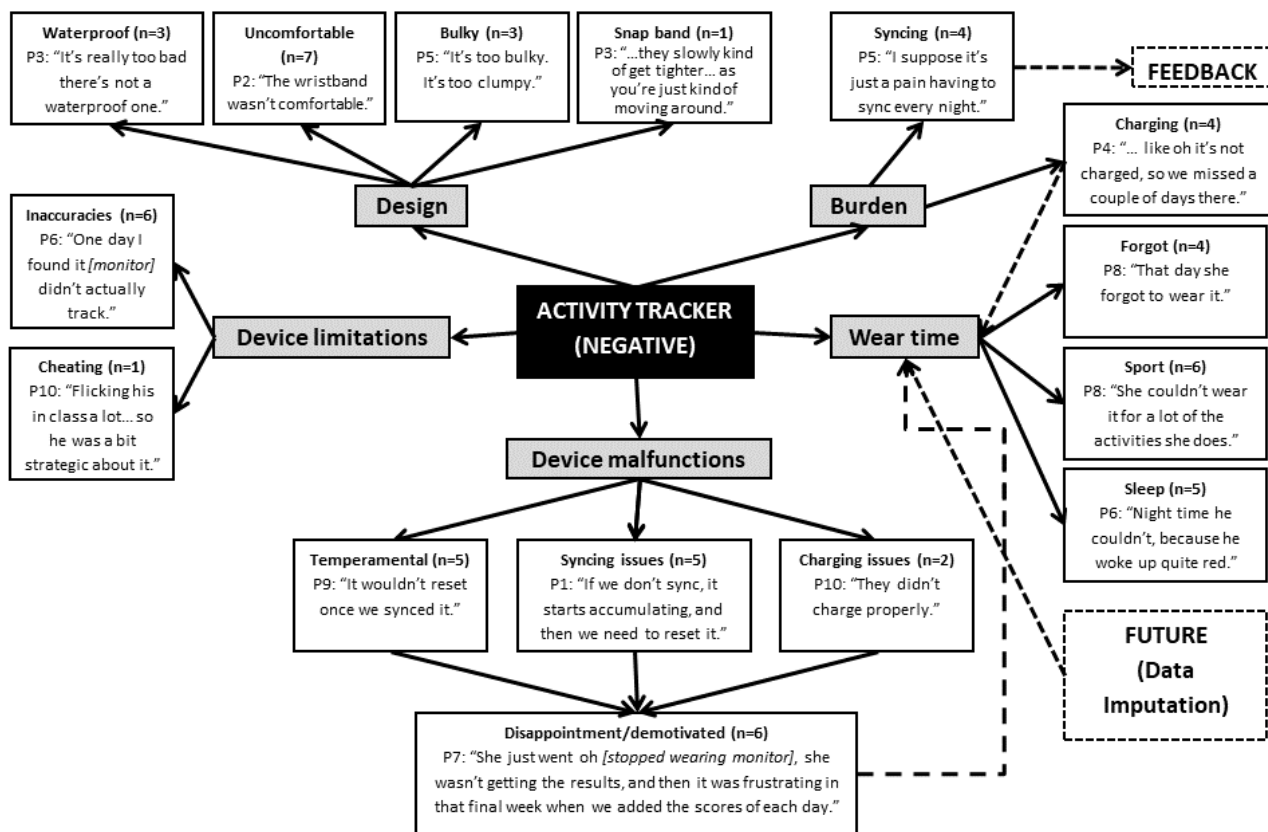 Waterproof (n=3)
P3: “It’s really too bad
there’s not a
waterproof one.”
Uncomfortable
(n=7)
P2: “The wristband
wasn’t comfortable.”
Bulky (n=3)
P5: “It’s too bulky.
It’s too clumpy.”
Snap band (n=1)
P3: “…they slowly kind
of get tighter… as
you’re just kind of
moving around.”
Syncing (n=4)
P5: “I suppose it’s
just a pain having to
sync every night.”
FEEDBACK
Charging (n=4)
P4: “… like oh it’s not
charged, so we missed a
couple of days there.”
Design
Burden
Inaccuracies (n=6)
P6: “One day I
found it [monitor]
didn’t actually
track.”
Forgot (n=4)
P8: “That day she
forgot to wear it.”
ACTIVITY TRACKER
(NEGATIVE)
Device limitations
Wear time
Cheating (n=1)
P10: “Flicking his
in class a lot… so
he was a bit
strategic about it.”
Sport (n=6)
P8: “She couldn’t wear
it for a lot of the
activities she does.”
Device malfunctions
Sleep (n=5)
P6: “Night time he
couldn’t, because he
woke up quite red.”
Temperamental (n=5)
P9: “It wouldn’t reset
once we synced it.”
Syncing issues (n=5)
P1: “If we don’t sync, it
starts accumulating, and
then we need to reset it.”
Charging issues (n=2)
P10: “They didn’t
charge properly.”
FUTURE
(Data
Imputation)
Disappointment/demotivated (n=6)
P7: “She just went oh [stopped wearing monitor], she
wasn’t getting the results, and then it was frustrating in
that final week when we added the scores of each day.”